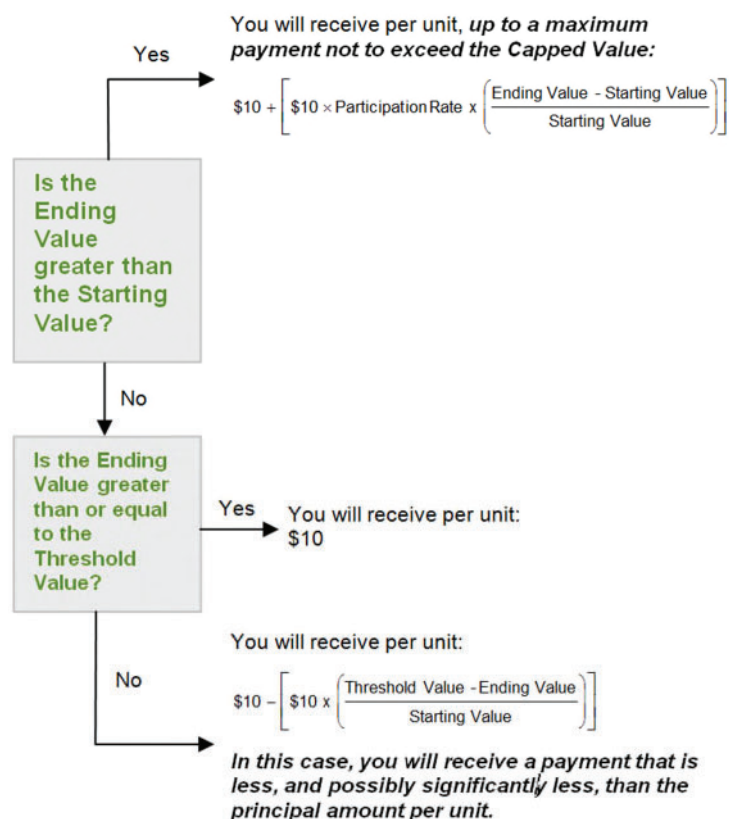 You will receive per unit, up to a maximum
payment not to exceed the Capped Value:
Yes
$10 + [ $10 × Participation Rate x ( Ending Value - Starting Value / Starting Value ) ]
Is the
Ending
Value
greater than
the Starting
Value?
No
Is the Ending
Value greater
than or equal
to the
Threshold
Value?
Yes
You will receive per unit:
$10
No
You will receive per unit:
$10 – [ $10 x ( Threshold Value - Ending Value / Starting Value ) ]
In this case, you will receive a payment that is
less, and possibly significantly less, than the
principal amount per unit.